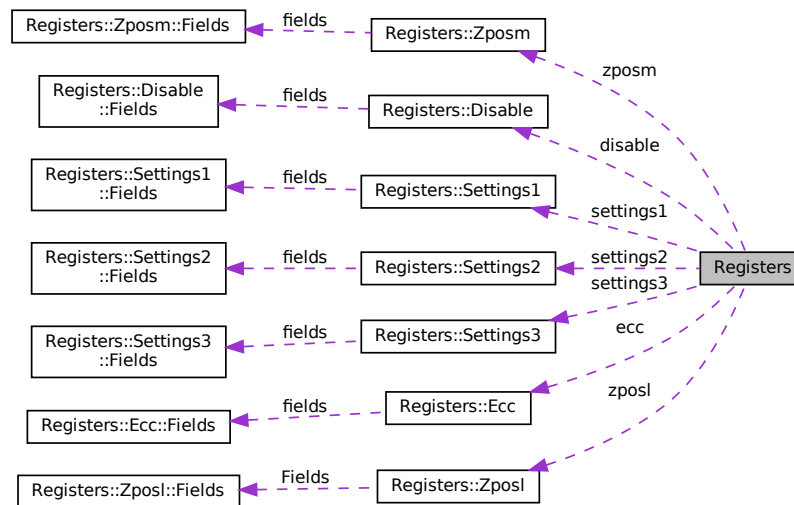 Registers::Zposm::Fields
fields
Registers::Zposm
zposm
Registers::Disable
::Fields
fields
Registers::Disable
disable
Registers::Settings1
::Fields
fields
Registers::Settings1
settings1
Registers::Settings2
::Fields
fields
Registers::Settings2
settings2
Registers
settings3
Registers::Settings3
::Fields
fields
Registers::Settings3
ecc
Registers::Ecc::Fields
fields
Registers::Ecc
zposl
Registers::Zposl::Fields
Fields
Registers::Zposl